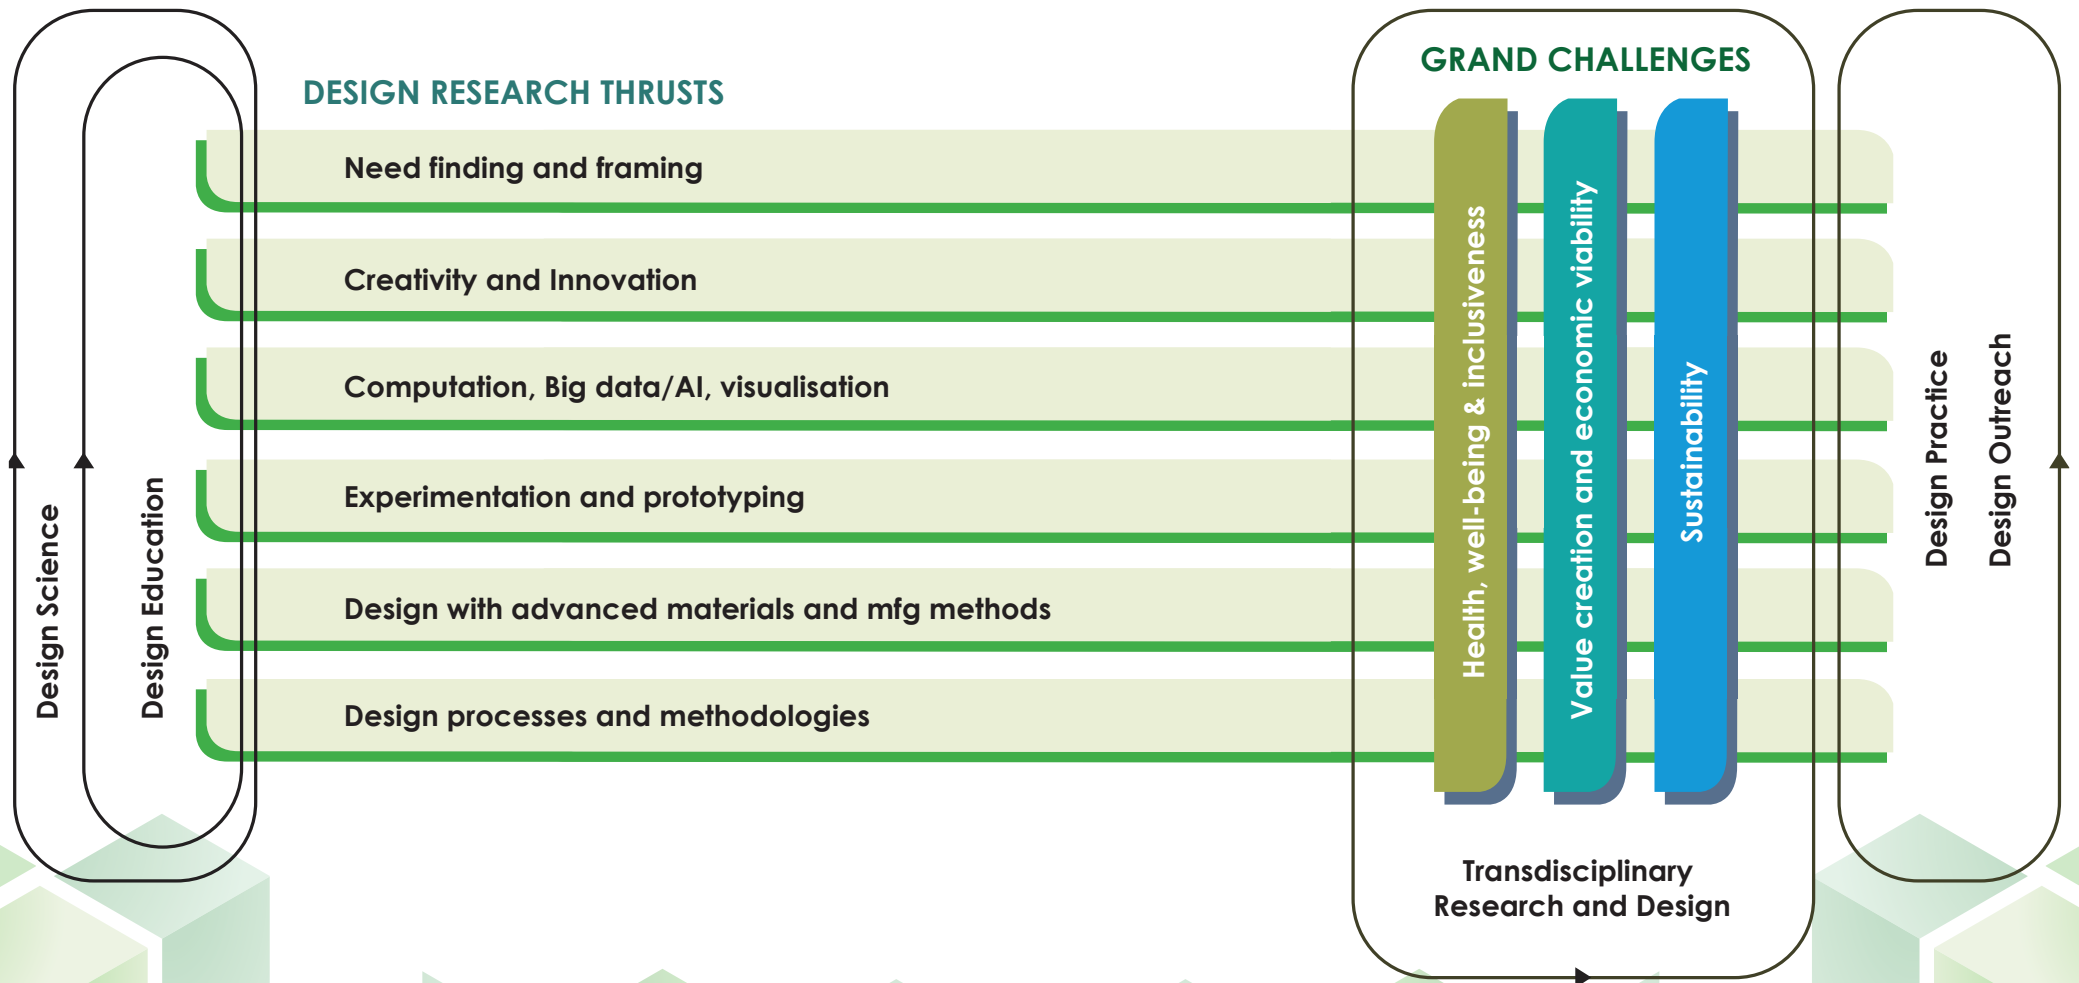 DESIGN RESEARCH THRUSTS
Need finding and framing
Creativity and Innovation
Computation, Big data/AI, visualisation
Experimentation and prototyping
Design with advanced materials and mfg methods
Design processes and methodologies
Design Science
Design Education
GRAND CHALLENGES
Health, well-being & inclusiveness
Value creation and economic viability
Sustainability
Transdisciplinary
Research and Design
Design Practice
Design Outreach